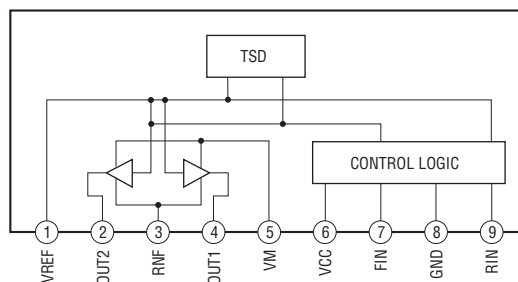 TSD
CONTROL LOGIC
1 2 3 4 5 6 7 8 9
VREF OUT2 RNF OUT1 VM VCC FIN GND RIN